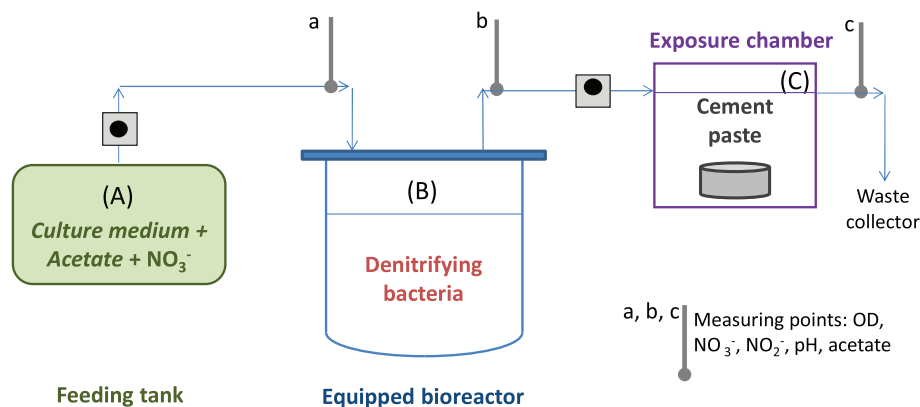 a
b
c
Exposure chamber
(C)
Cement
paste
(A)
Culture medium +
Acetate + NO₃⁻
(B)
Denitrifying
bacteria
Waste
collector
a, b, c
Measuring points: OD,
NO₃⁻, NO₂⁻, pH, acetate
Feeding tank
Equipped bioreactor